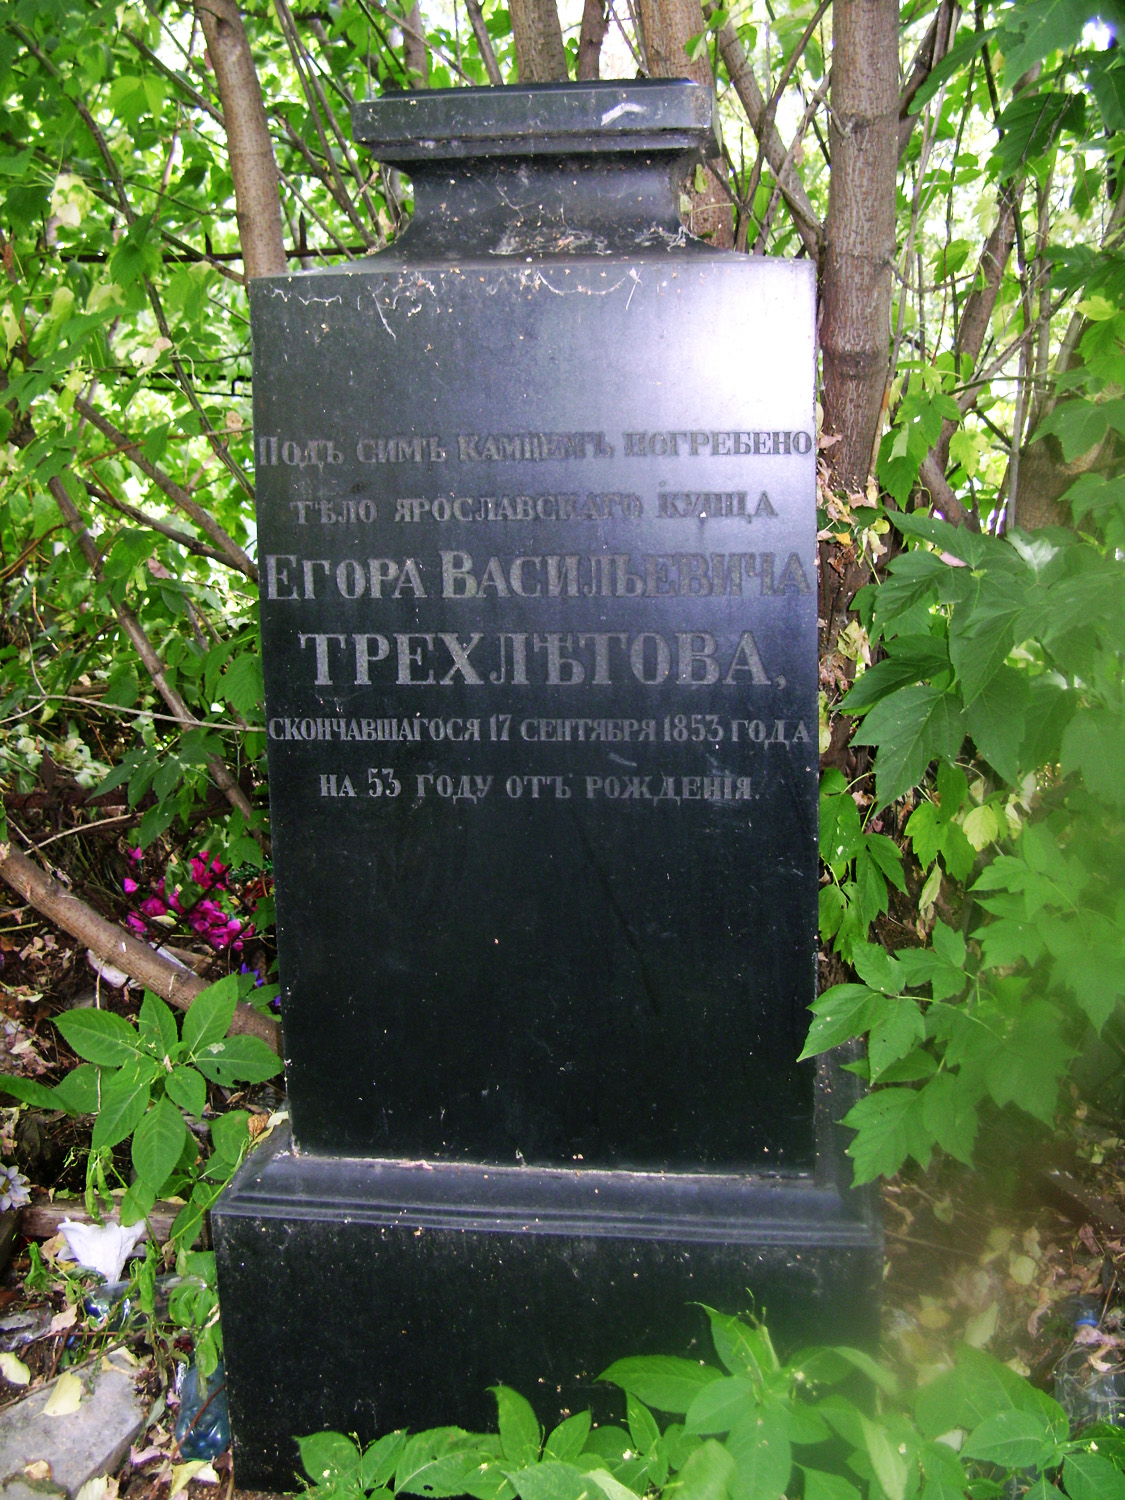 Подъ симъ камнемъ погребено
тѣло ярославскаго купца
Егора Васильевича
Трехлѣтова,
скончавшагося 17 сентября 1853 года
на 53 году отъ рожденія.